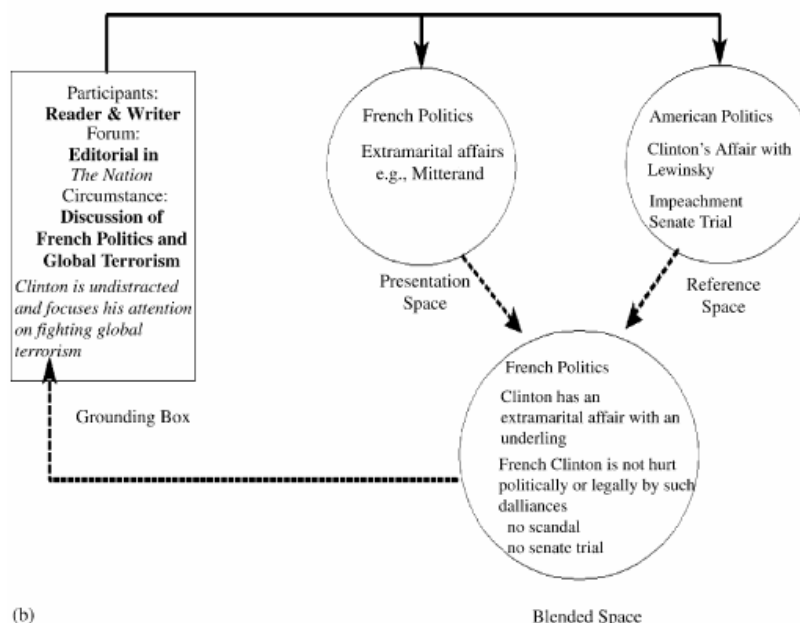 Participants:
Reader & Writer
Forum:
Editorial in
The Nation
Circumstance:
Discussion of
French Politics and
Global Terrorism
Clinton is undistracted
and focuses his attention
on fighting global
terrorism
Grounding Box
French Politics
Extramarital affairs
e.g., Mitterand
Presentation
Space
American Politics
Clinton's Affair with
Lewinsky
Impeachment
Senate Trial
Reference
Space
French Politics
Clinton has an
extramarital affair with an
underling
French Clinton is not hurt
politically or legally by such
dalliances
no scandal
no senate trial
(b)
Blended Space